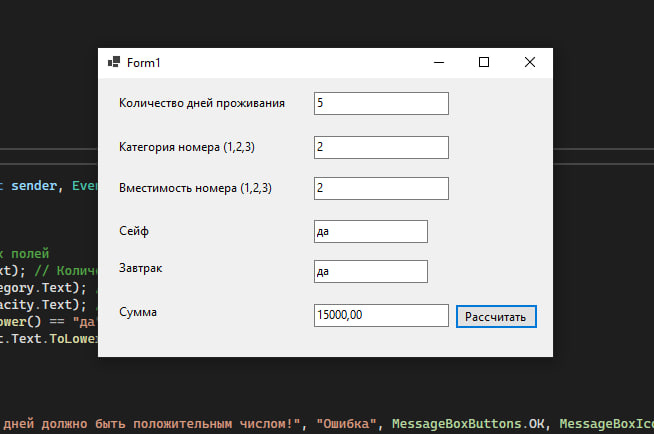 Form1
Количество дней проживания 5
Категория номера (1,2,3) 2
Вместимость номера (1,2,3) 2
t sender, Even
Сейф да
х полей
xt); // Колич
Завтрак да
egory.Text);
acity.Text);
Сумма 15000,00 Рассчитать
ower() == "да"
t.Text.ToLowe
дней должно быть положительным числом!", "Ошибка", MessageBoxButtons.OK, MessageBoxIco